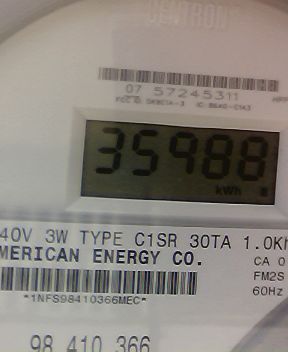 CENTRON
07 57245311
35988
kWh
40V 3W TYPE C1SR 30TA 1.0Kh
MERICAN ENERGY CO.
CA 0
FM2S
60Hz
*1NFS98410366MEC*
98 410 366